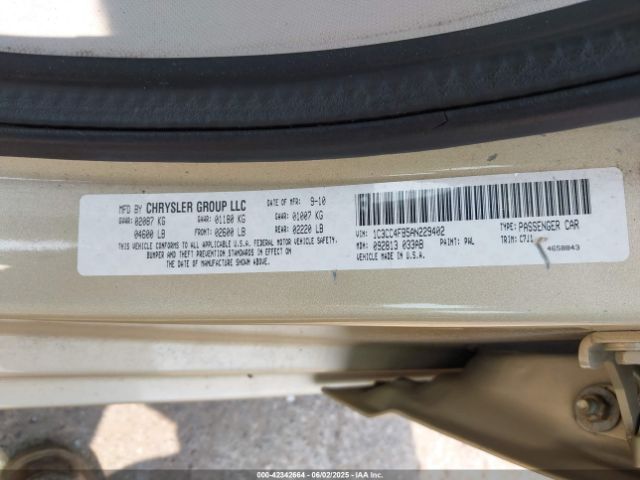 MFD BY CHRYSLER GROUP LLC DATE OF MFR: 9-10
GVWR: 02087 KG GAWR: 01180 KG GAWR: 01007 KG
04600 LB FRONT: 02600 LB REAR: 02220 LB
THIS VEHICLE CONFORMS TO ALL APPLICABLE U.S.A. FEDERAL MOTOR VEHICLE SAFETY,
BUMPER AND THEFT PREVENTION STANDARDS IN EFFECT ON
THE DATE OF MANUFACTURE SHOWN ABOVE.
VIN: 1C3CC4FB5AN229402 TYPE: PASSENGER CAR
MDH: 092813 033AB PAINT: PWL TRIM: C7J1
VEHICLE MADE IN U.S.A. 4658843
00-42342664 - 06/02/2025 - IAA Inc.